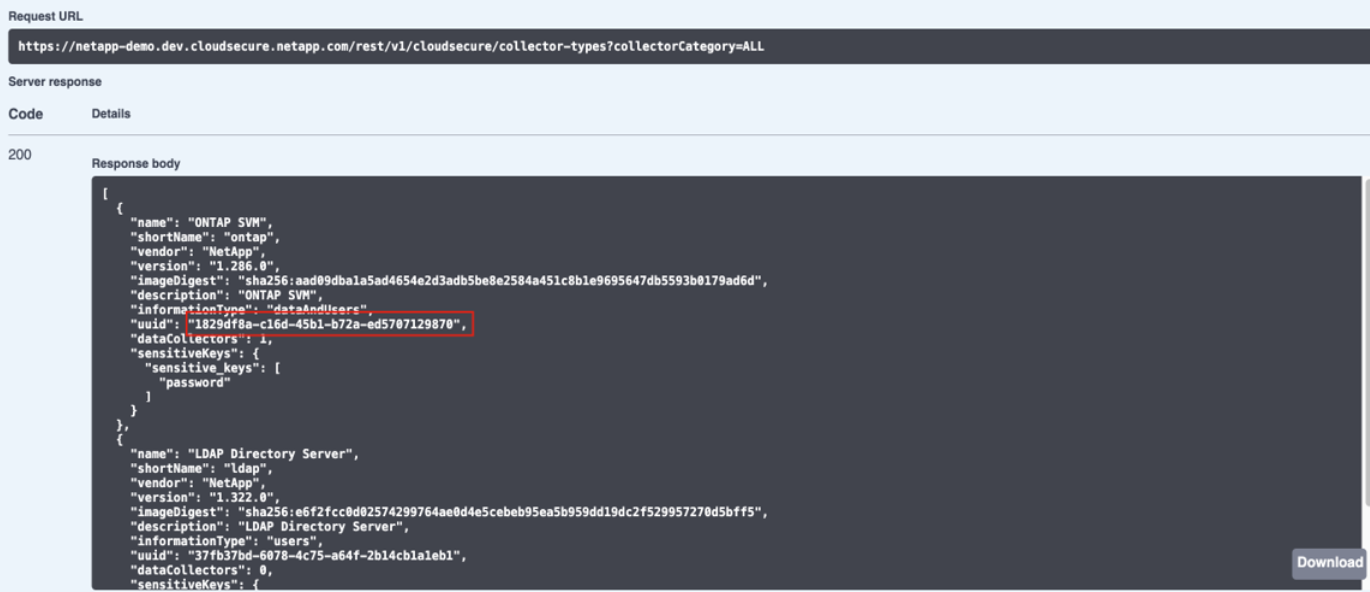 Request URL
https://netapp-demo.dev.cloudsecure.netapp.com/rest/v1/cloudsecure/collector-types?collectorCategory=ALL
Server response
Code Details
200
Response body
[
{
"name": "ONTAP SVM",
"shortName": "ontap",
"vendor": "NetApp",
"version": "1.286.0",
"imageDigest": "sha256:aad09dba1a5ad4654e2d3adb5be8e2584a451c8b1e9695647db5593b0179ad6d",
"description": "ONTAP SVM",
"informationType": "dataAndUsers",
"uuid": "1829df8a-c16d-45b1-b72a-ed5707129870",
"dataCollectors": 1,
"sensitiveKeys": {
"sensitive_keys": [
"password"
]
}
},
{
"name": "LDAP Directory Server",
"shortName": "ldap",
"vendor": "NetApp",
"version": "1.322.0",
"imageDigest": "sha256:e6f2fcc0d02574299764ae0d4e5cebeb95ea5b959dd19dc2f529957270d5bff5",
"description": "LDAP Directory Server",
"informationType": "users",
"uuid": "37fb37bd-6078-4c75-a64f-2b14cb1a1eb1",
"dataCollectors": 0,
"sensitiveKeys": {
Download